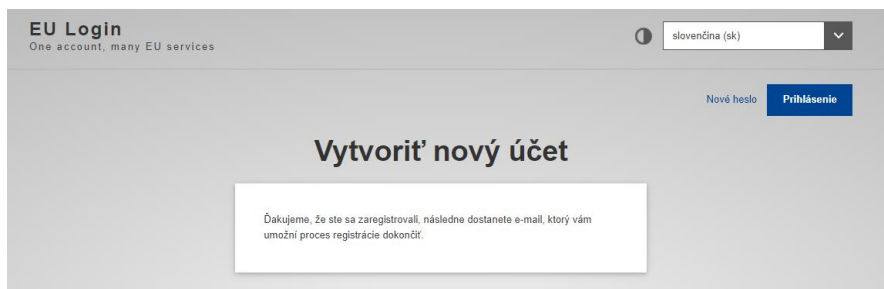 EU Login
One account, many EU services
slovenčina (sk)
Nové heslo
Prihlásenie
Vytvoriť nový účet
Ďakujeme, že ste sa zaregistrovali, následne dostanete e-mail, ktorý vám
umožní proces registrácie dokončiť.